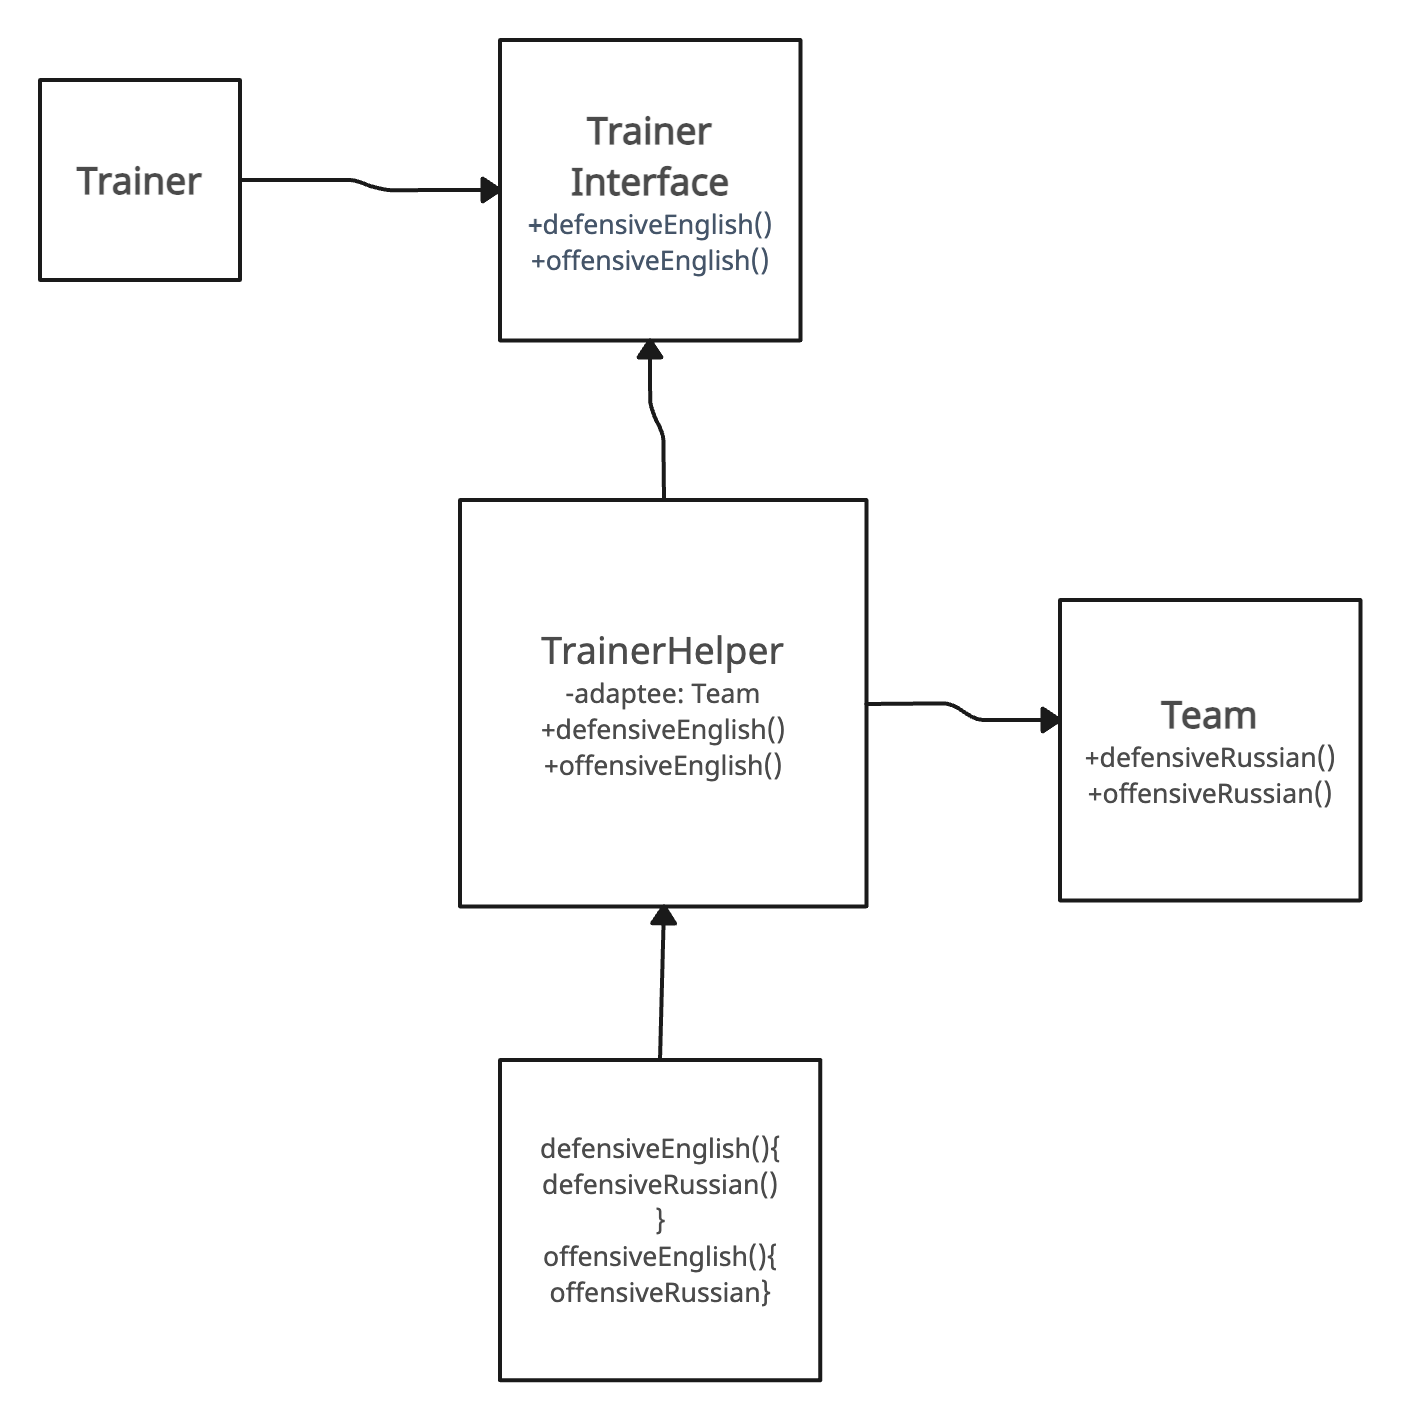 Trainer
Trainer
Interface
+defensiveEnglish()
+offensiveEnglish()
TrainerHelper
-adaptee: Team
+defensiveEnglish()
+offensiveEnglish()
Team
+defensiveRussian()
+offensiveRussian()
defensiveEnglish(){
defensiveRussian()
}
offensiveEnglish(){
offensiveRussian}